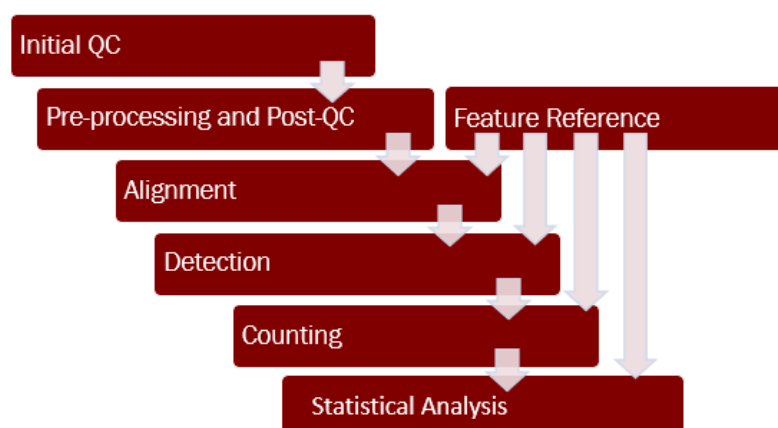 Initial QC
Pre-processing and Post-QC
Feature Reference
Alignment
Detection
Counting
Statistical Analysis